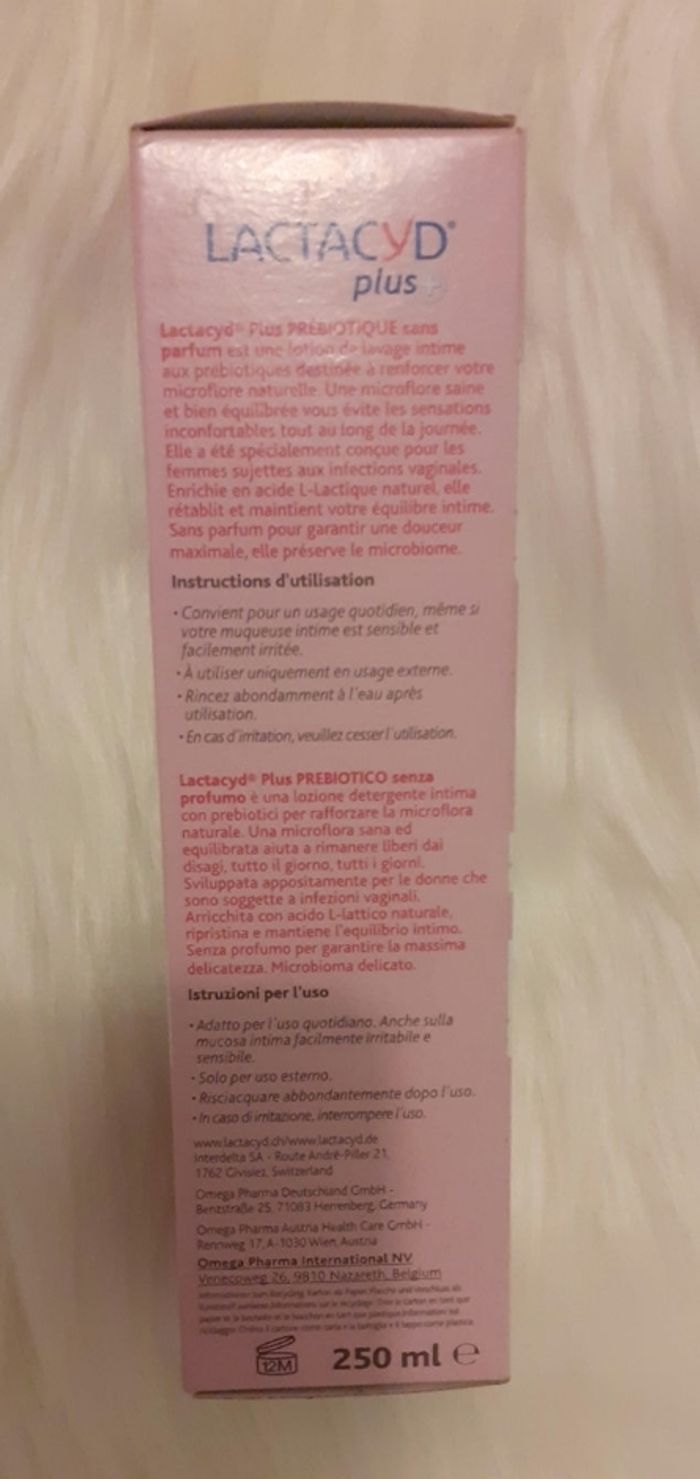 LACTACYD®
plus+
Lactacyd® Plus PRÉBIOTIQUE sans
parfum est une lotion de lavage intime
aux prébiotiques destinée à renforcer votre
microflore naturelle. Une microflore saine
et bien équilibrée vous évite les sensations
inconfortables tout au long de la journée.
Elle a été spécialement conçue pour les
femmes sujettes aux infections vaginales.
Enrichie en acide L-Lactique naturel, elle
rétablit et maintient votre équilibre intime.
Sans parfum pour garantir une douceur
maximale, elle préserve le microbiome.
Instructions d'utilisation
• Convient pour un usage quotidien, même si
votre muqueuse intime est sensible et
facilement irritée.
• À utiliser uniquement en usage externe.
• Rincez abondamment à l'eau après
utilisation.
• En cas d'irritation, veuillez cesser l'utilisation.
Lactacyd® Plus PREBIOTICO senza
profumo è una lozione detergente intima
con prebiotici per rafforzare la microflora
naturale. Una microflora sana ed
equilibrata aiuta a rimanere liberi dai
disagi, tutto il giorno, tutti i giorni.
Sviluppata appositamente per le donne che
sono soggette a infezioni vaginali.
Arricchita con acido L-lattico naturale,
ripristina e mantiene l'equilibrio intimo.
Senza profumo per garantire la massima
delicatezza. Microbioma delicato.
Istruzioni per l'uso
• Adatto per l'uso quotidiano. Anche sulla
mucosa intima facilmente irritabile e
sensibile.
• Solo per uso esterno.
• Risciacquare abbondantemente dopo l'uso.
• In caso di irritazione, interrompere l'uso.
www.lactacyd.ch/www.lactacyd.de
Interdelta SA - Route André-Piller 21,
1762 Givisiez, Switzerland
Omega Pharma Deutschland GmbH -
Benzstraße 25, 71083 Herrenberg, Germany
Omega Pharma Austria Health Care GmbH -
Rennweg 17, A-1030 Wien, Austria
Omega Pharma International NV
Venecoweg 26, 9810 Nazareth, Belgium
12M 250 ml e